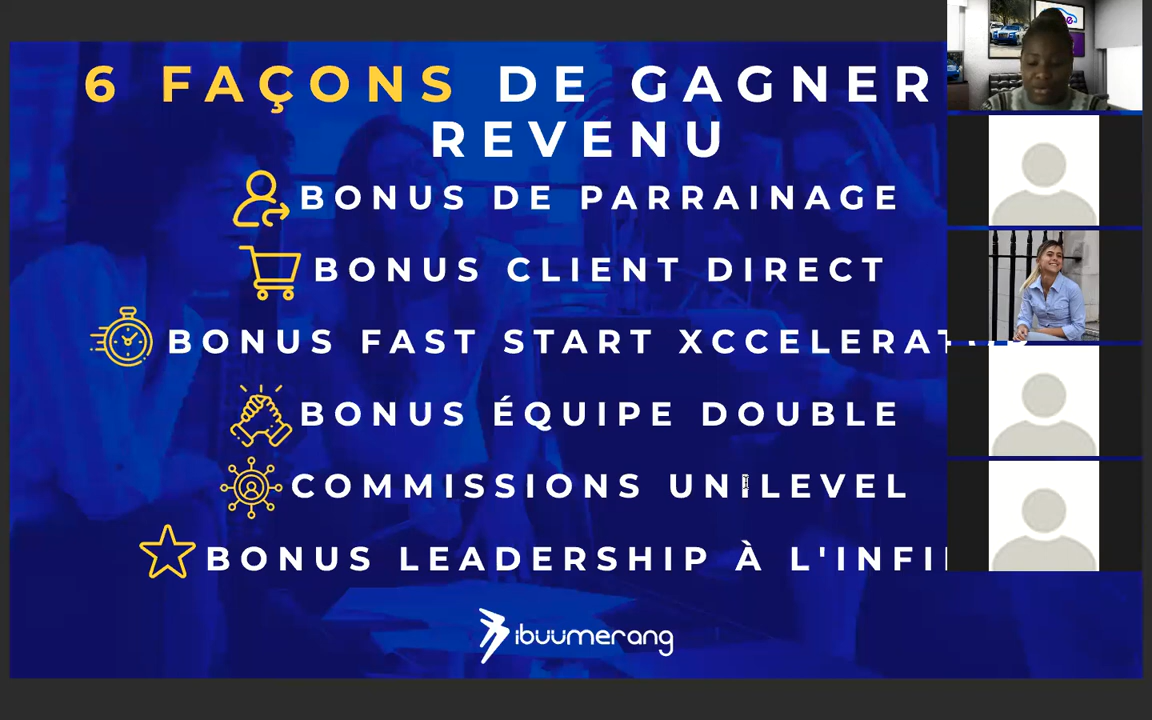 6 FAÇONS DE GAGNER
REVENU
BONUS DE PARRAINAGE
BONUS CLIENT DIRECT
BONUS FAST START
BONUS ÉQUIPE DOUBLE
COMMISSIONS UNILEVEL
BONUS LEADERSHIP À
ibuumerang